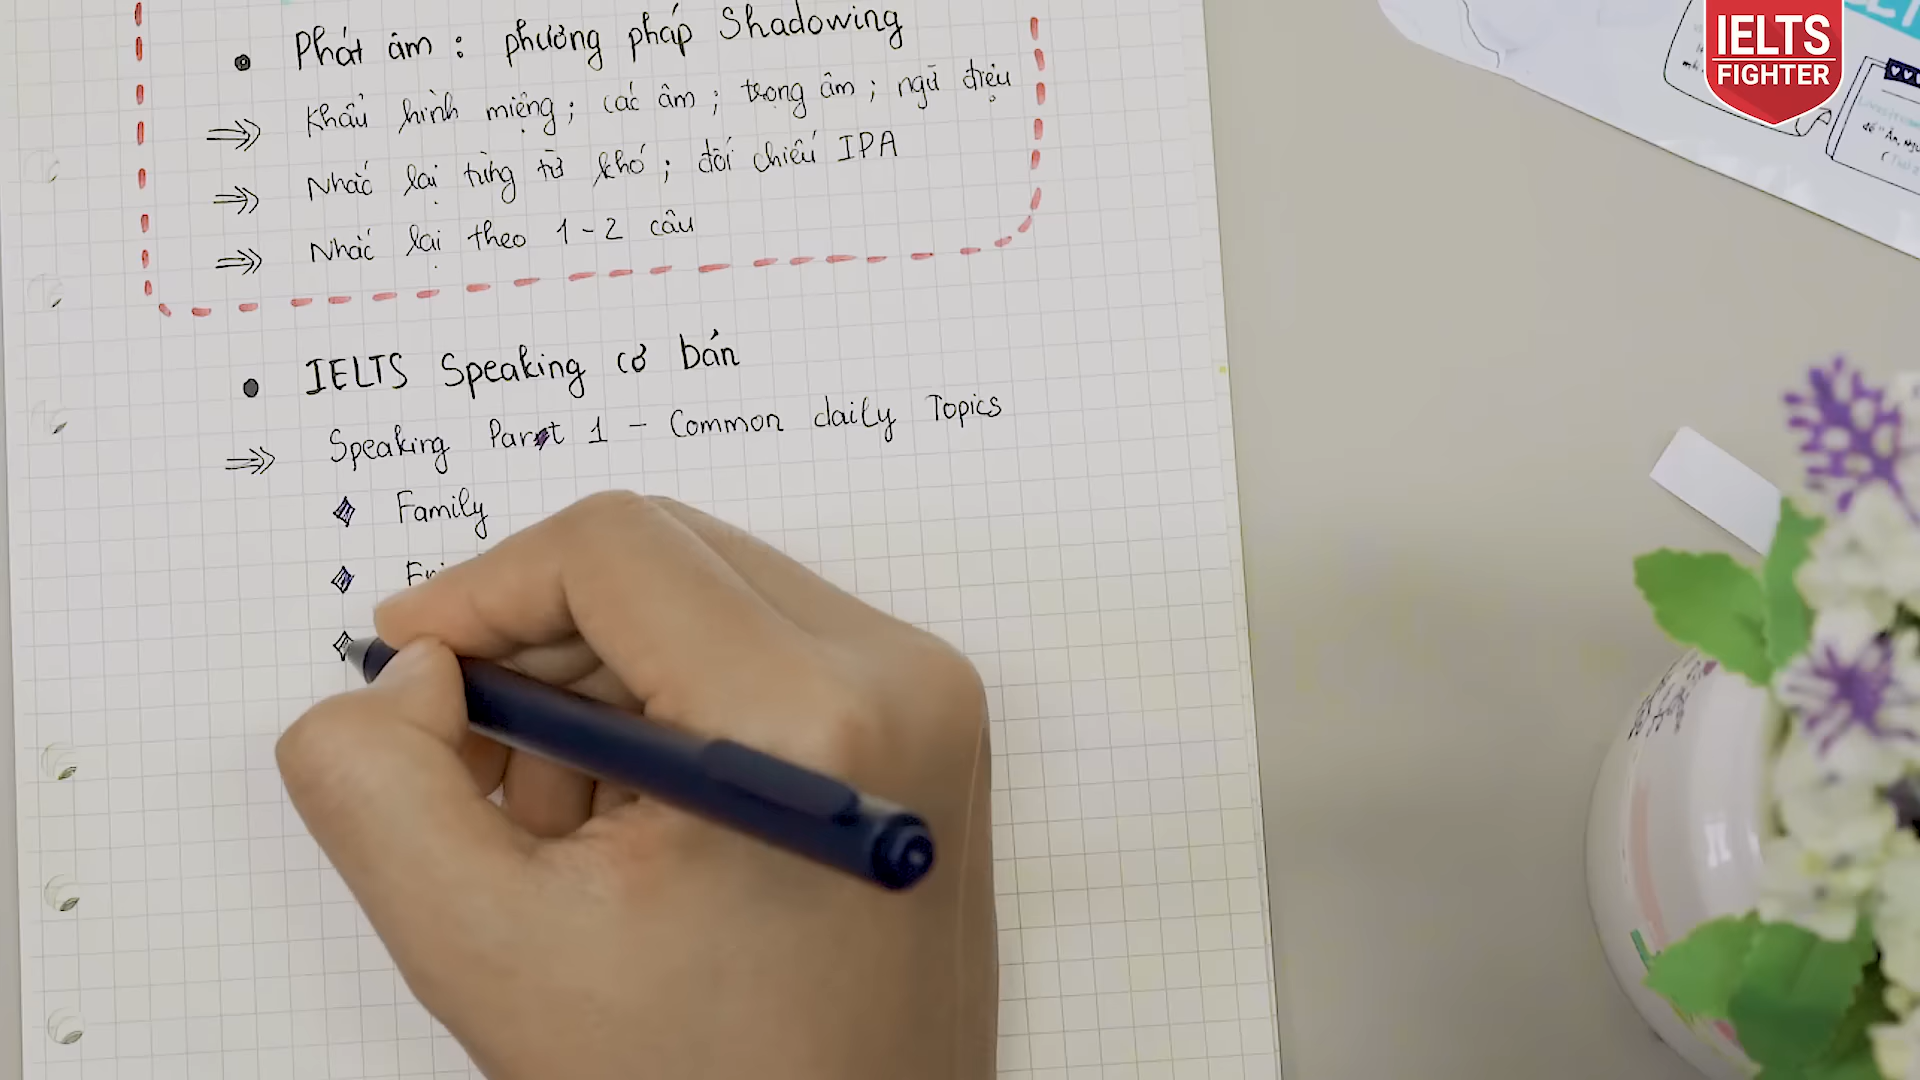 Phát âm : phương pháp Shadowing
Khẩu hình miệng ; các âm ; trọng âm ; ngữ điệu
Nhắc lại từng từ khó ; đối chiếu IPA
Nhắc lại theo 1 - 2 câu
IELTS Speaking cơ bản
Speaking Part 1 - Common daily Topics
Family
IELTS
FIGHTER